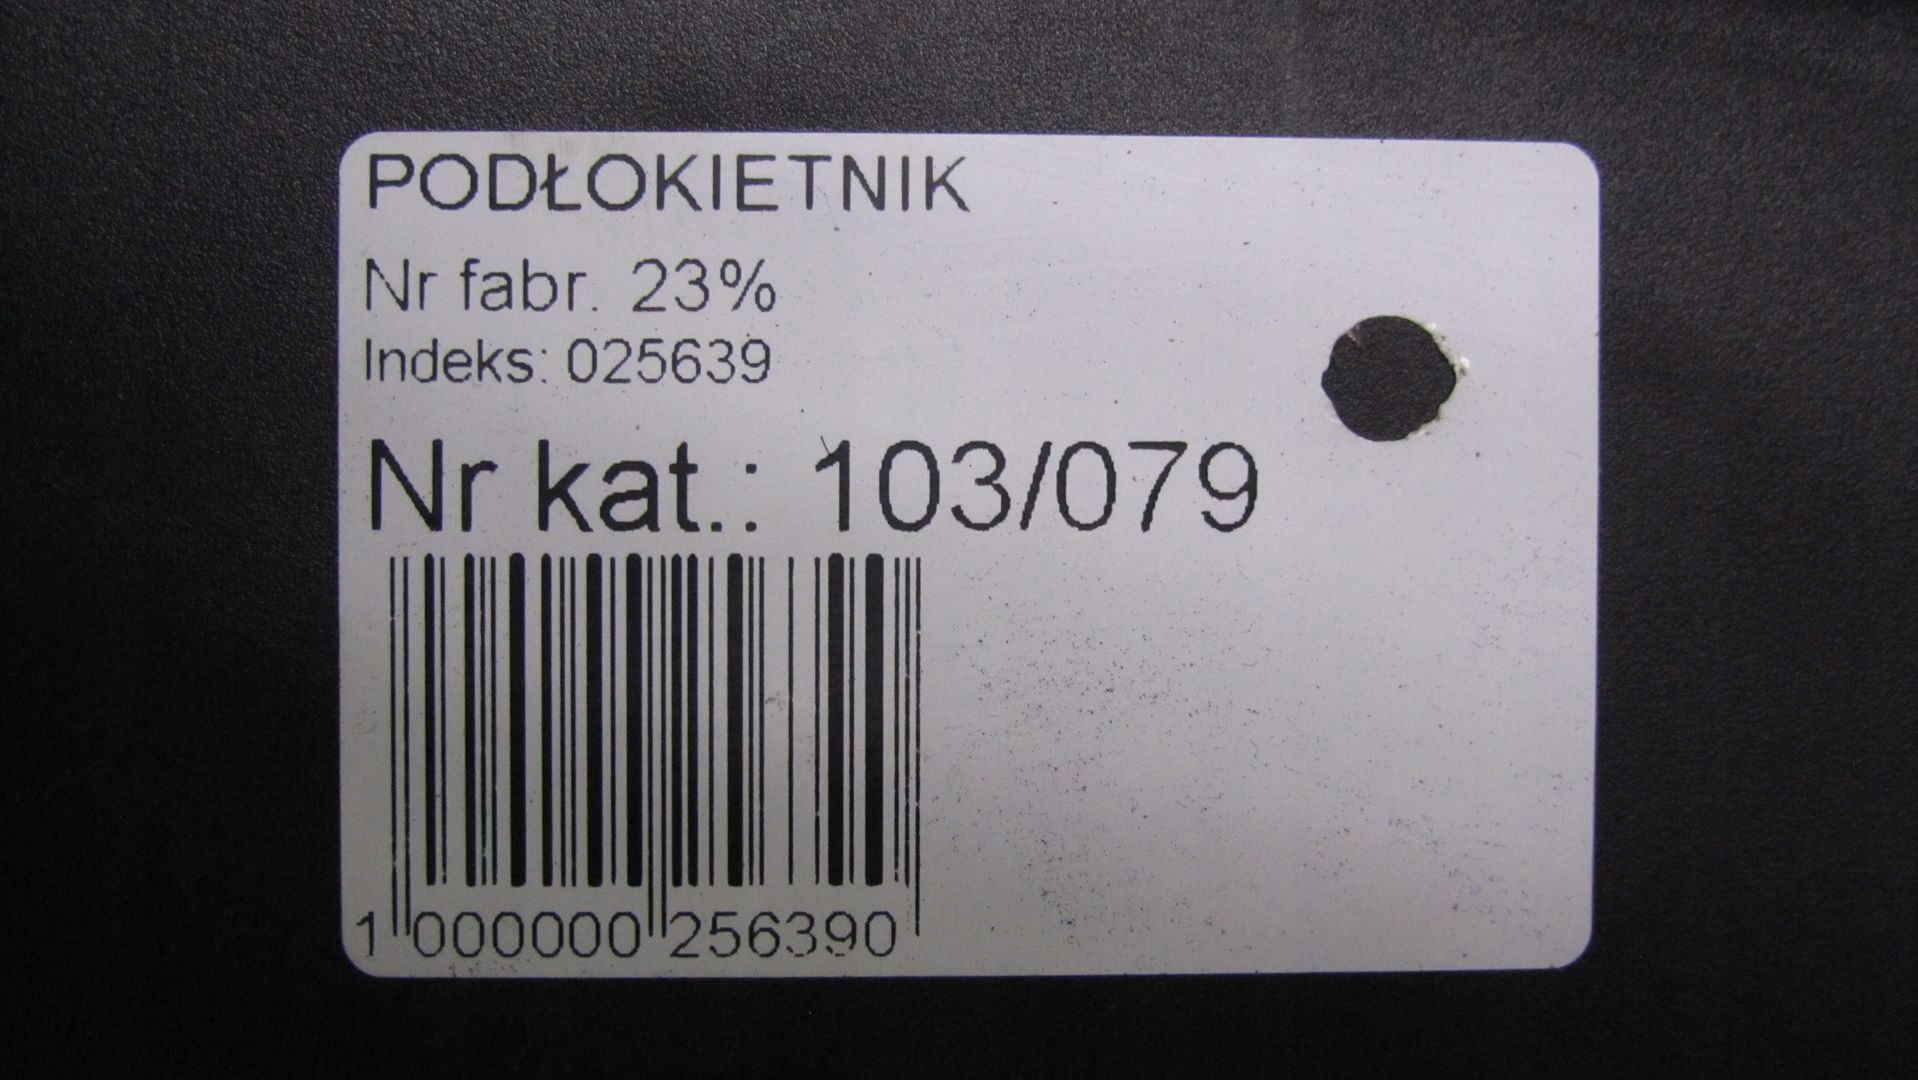 PODŁOKIETNIK
Nr fabr. 23%
Indeks: 025639
Nr kat.: 103/079
1 000000 256390